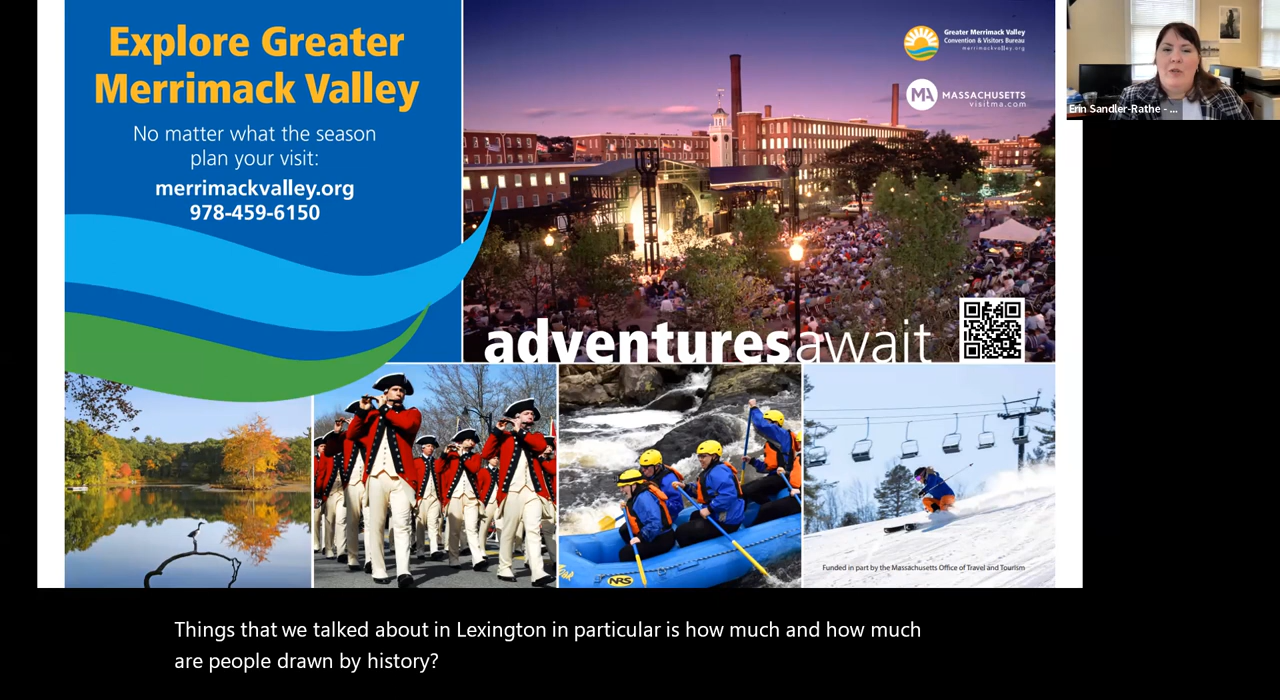 Explore Greater
Merrimack Valley
No matter what the season
plan your visit:
merrimackvalley.org
978-459-6150
Greater Merrimack Valley
Convention & Visitors Bureau
merrimackvalley.org
MA MASSACHUSETTS
visitma.com
adventuresawait
NRS
Funded in part by the Massachusetts Office of Travel and Tourism
Erin Sandler-Rathe - ...
Things that we talked about in Lexington in particular is how much and how much
are people drawn by history?